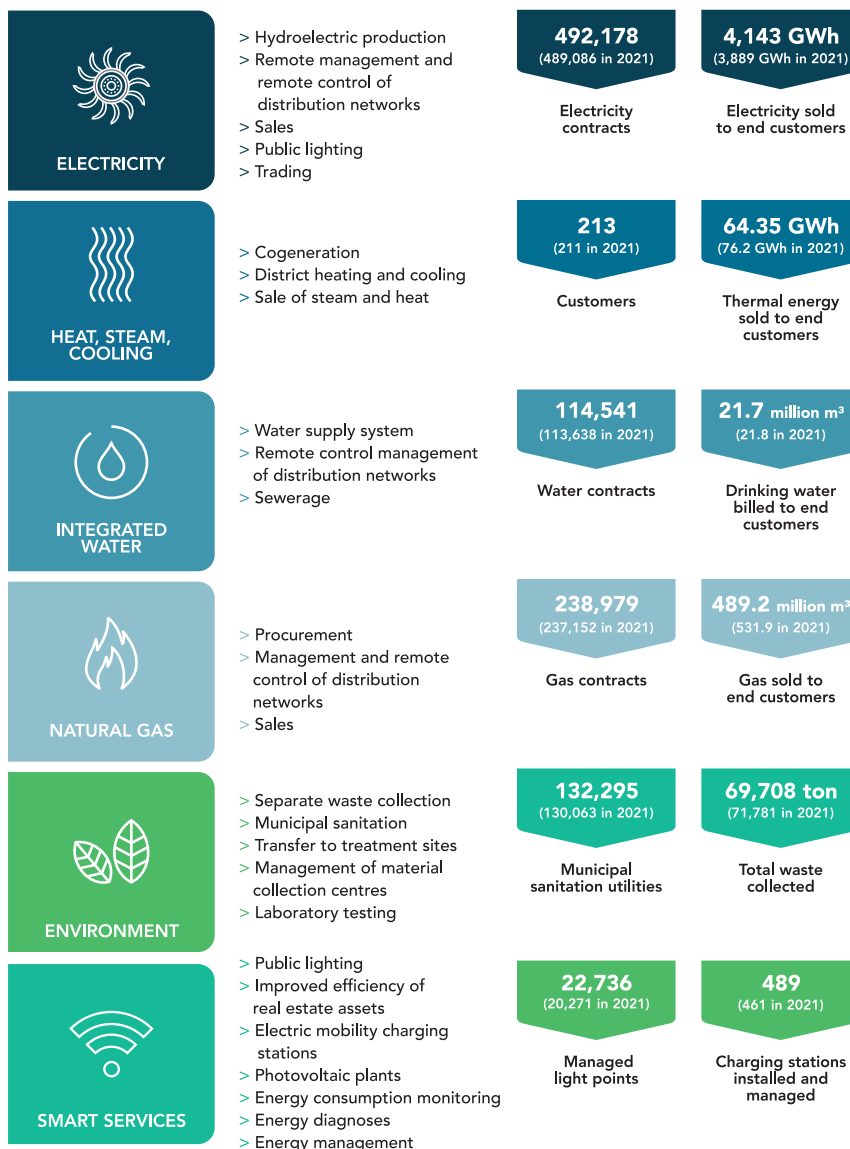 ELECTRICITY
> Hydroelectric production
> Remote management and
remote control of
distribution networks
> Sales
> Public lighting
> Trading
492,178
(489,086 in 2021)
Electricity
contracts
4,143 GWh
(3,889 GWh in 2021)
Electricity sold
to end customers
HEAT, STEAM,
COOLING
> Cogeneration
> District heating and cooling
> Sale of steam and heat
213
(211 in 2021)
Customers
64.35 GWh
(76.2 GWh in 2021)
Thermal energy
sold to end
customers
INTEGRATED
WATER
> Water supply system
> Remote control management
of distribution networks
> Sewerage
114,541
(113,638 in 2021)
Water contracts
21.7 million m³
(21.8 in 2021)
Drinking water
billed to end
customers
NATURAL GAS
> Procurement
> Management and remote
control of distribution
networks
> Sales
238,979
(237,152 in 2021)
Gas contracts
489.2 million m³
(531.9 in 2021)
Gas sold to
end customers
ENVIRONMENT
> Separate waste collection
> Municipal sanitation
> Transfer to treatment sites
> Management of material
collection centres
> Laboratory testing
132,295
(130,063 in 2021)
Municipal
sanitation utilities
69,708 ton
(71,781 in 2021)
Total waste
collected
SMART SERVICES
> Public lighting
> Improved efficiency of
real estate assets
> Electric mobility charging
stations
> Photovoltaic plants
> Energy consumption monitoring
> Energy diagnoses
> Energy management
22,736
(20,271 in 2021)
Managed
light points
489
(461 in 2021)
Charging stations
installed and
managed